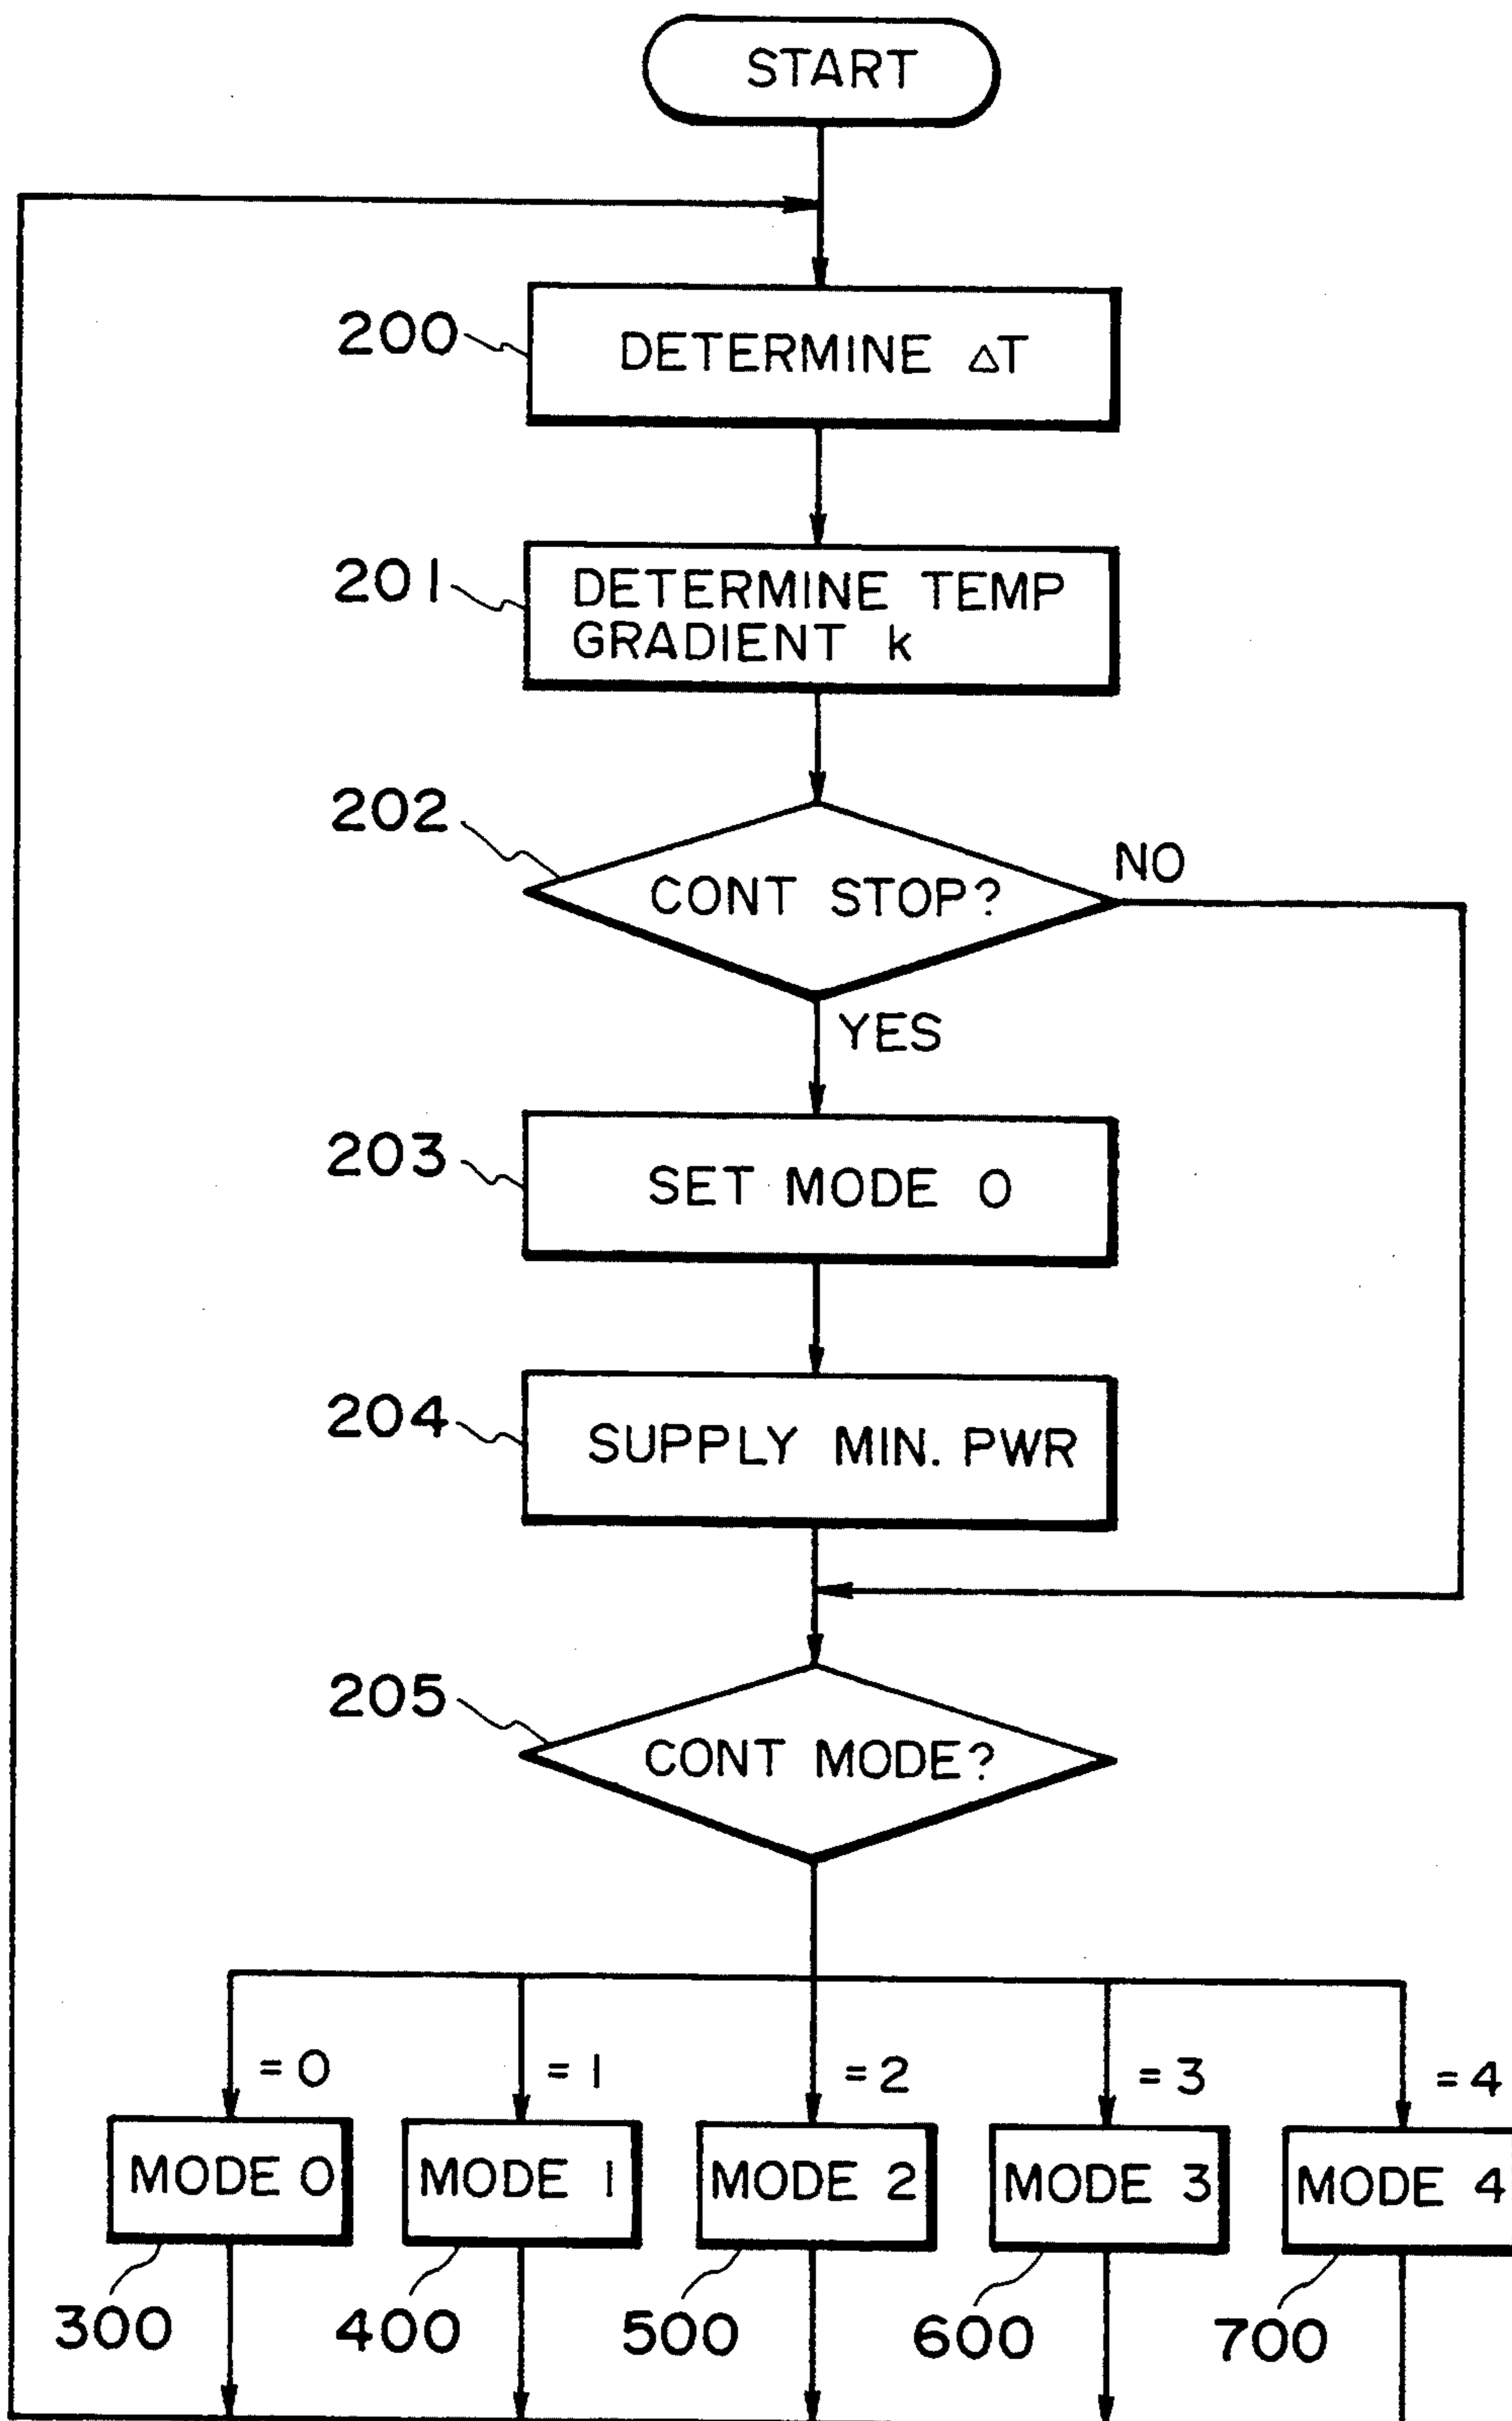 START
200
DETERMINE ΔT
201
DETERMINE TEMP
GRADIENT k
202
CONT STOP?
NO
YES
203
SET MODE 0
204
SUPPLY MIN. PWR
205
CONT MODE?
=0
=1
=2
=3
=4
MODE 0
MODE 1
MODE 2
MODE 3
MODE 4
300
400
500
600
700